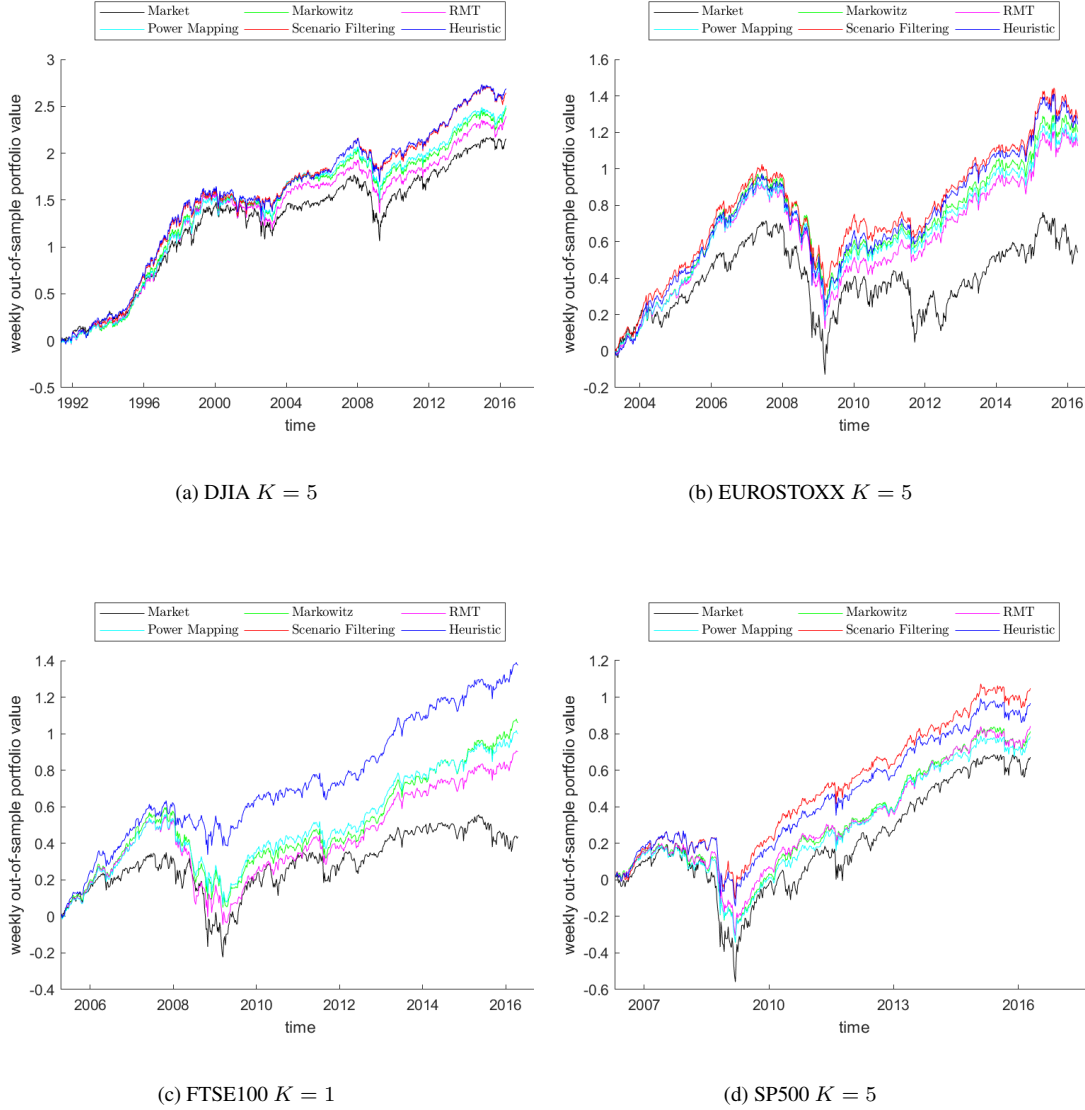 Market Markowitz RMT
Power Mapping Scenario Filtering Heuristic
3
2.5
2
1.5
1
0.5
0
-0.5
weekly out-of-sample portfolio value
1992 1996 2000 2004 2008 2012 2016
time
(a) DJIA K = 5
Market Markowitz RMT
Power Mapping Scenario Filtering Heuristic
1.6
1.4
1.2
1
0.8
0.6
0.4
0.2
0
-0.2
weekly out-of-sample portfolio value
2004 2006 2008 2010 2012 2014 2016
time
(b) EUROSTOXX K = 5
Market Markowitz RMT
Power Mapping Scenario Filtering Heuristic
1.4
1.2
1
0.8
0.6
0.4
0.2
0
-0.2
-0.4
weekly out-of-sample portfolio value
2006 2008 2010 2012 2014 2016
time
(c) FTSE100 K = 1
Market Markowitz RMT
Power Mapping Scenario Filtering Heuristic
1.2
1
0.8
0.6
0.4
0.2
0
-0.2
-0.4
-0.6
weekly out-of-sample portfolio value
2007 2010 2013 2016
time
(d) SP500 K = 5